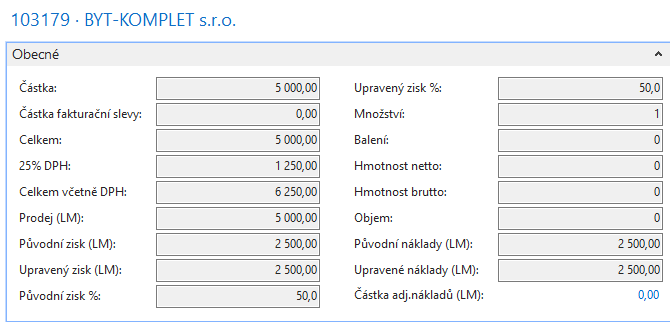 103179 · BYT-KOMPLET s.r.o.
Obecné
Částka: 5 000,00 Upravený zisk %: 50,0
Částka fakturační slevy: 0,00 Množství: 1
Celkem: 5 000,00 Balení: 0
25% DPH: 1 250,00 Hmotnost netto: 0
Celkem včetně DPH: 6 250,00 Hmotnost brutto: 0
Prodej (LM): 5 000,00 Objem: 0
Původní zisk (LM): 2 500,00 Původní náklady (LM): 2 500,00
Upravený zisk (LM): 2 500,00 Upravené náklady (LM): 2 500,00
Původní zisk %: 50,0 Částka adj.nákladů (LM): 0,00